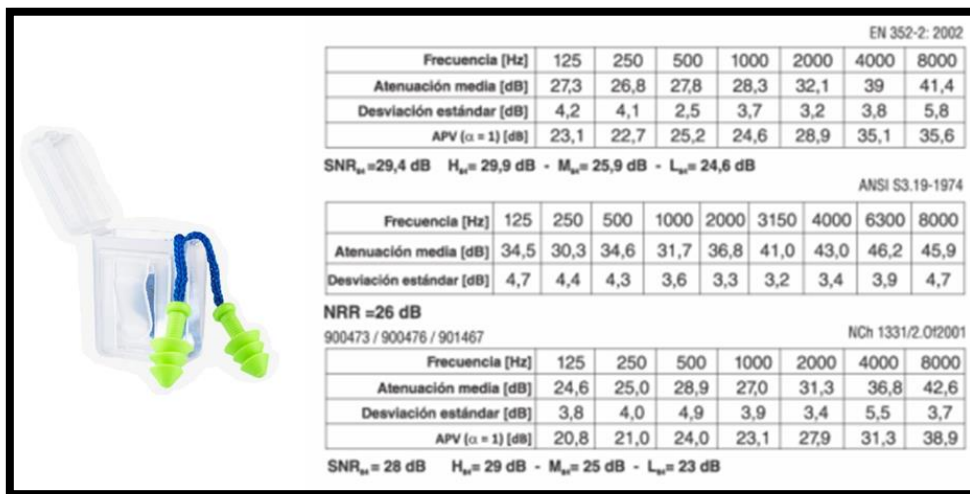 EN 352-2: 2002
Frecuencia [Hz] 125 250 500 1000 2000 4000 8000
Atenuación media [dB] 27,3 26,8 27,8 28,3 32,1 39 41,4
Desviación estándar [dB] 4,2 4,1 2,5 3,7 3,2 3,8 5,8
APV (α = 1) [dB] 23,1 22,7 25,2 24,6 28,9 35,1 35,6
SNR₈₄ =29,4 dB H₈₄= 29,9 dB - M₈₄= 25,9 dB - L₈₄= 24,6 dB
ANSI S3.19-1974
Frecuencia [Hz] 125 250 500 1000 2000 3150 4000 6300 8000
Atenuación media [dB] 34,5 30,3 34,6 31,7 36,8 41,0 43,0 46,2 45,9
Desviación estándar [dB] 4,7 4,4 4,3 3,6 3,3 3,2 3,4 3,9 4,7
NRR =26 dB
900473 / 900476 / 901467 NCh 1331/2.Of2001
Frecuencia [Hz] 125 250 500 1000 2000 4000 8000
Atenuación media [dB] 24,6 25,0 28,9 27,0 31,3 36,8 42,6
Desviación estándar [dB] 3,8 4,0 4,9 3,9 3,4 5,5 3,7
APV (α = 1) [dB] 20,8 21,0 24,0 23,1 27,9 31,3 38,9
SNR₈₄= 28 dB H₈₄= 29 dB - M₈₄= 25 dB - L₈₄= 23 dB